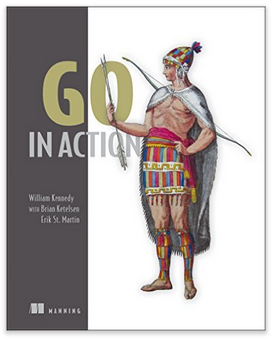 GO
IN ACTION
William Kennedy
WITH Brian Ketelsen
Erik St. Martin
MANNING